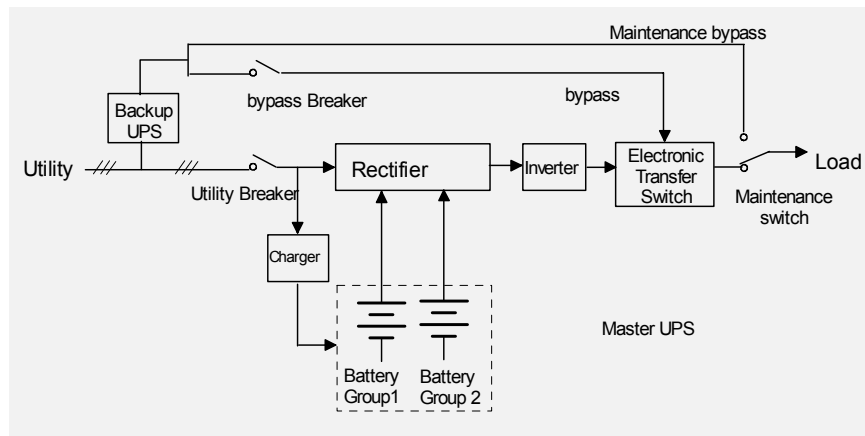 Maintenance bypass
bypass Breaker
bypass
Backup
UPS
Utility
Utility Breaker
Rectifier
Inverter
Electronic
Transfer
Switch
Load
Maintenance
switch
Charger
Master UPS
Battery
Group1
Battery
Group 2